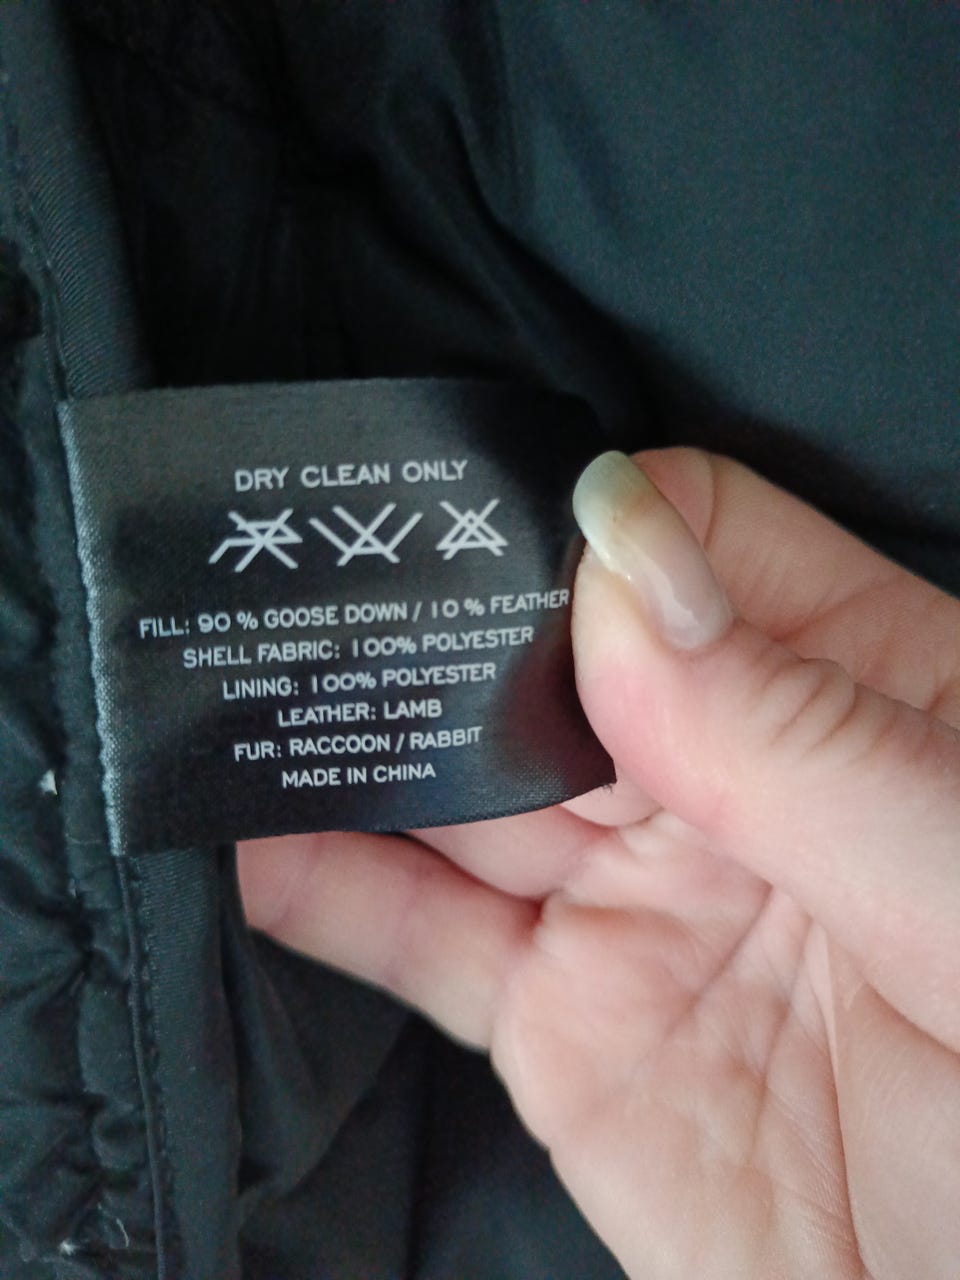 DRY CLEAN ONLY
FILL: 90 % GOOSE DOWN / 10 % FEATHER
SHELL FABRIC: 100% POLYESTER
LINING: 100% POLYESTER
LEATHER: LAMB
FUR: RACCOON / RABBIT
MADE IN CHINA